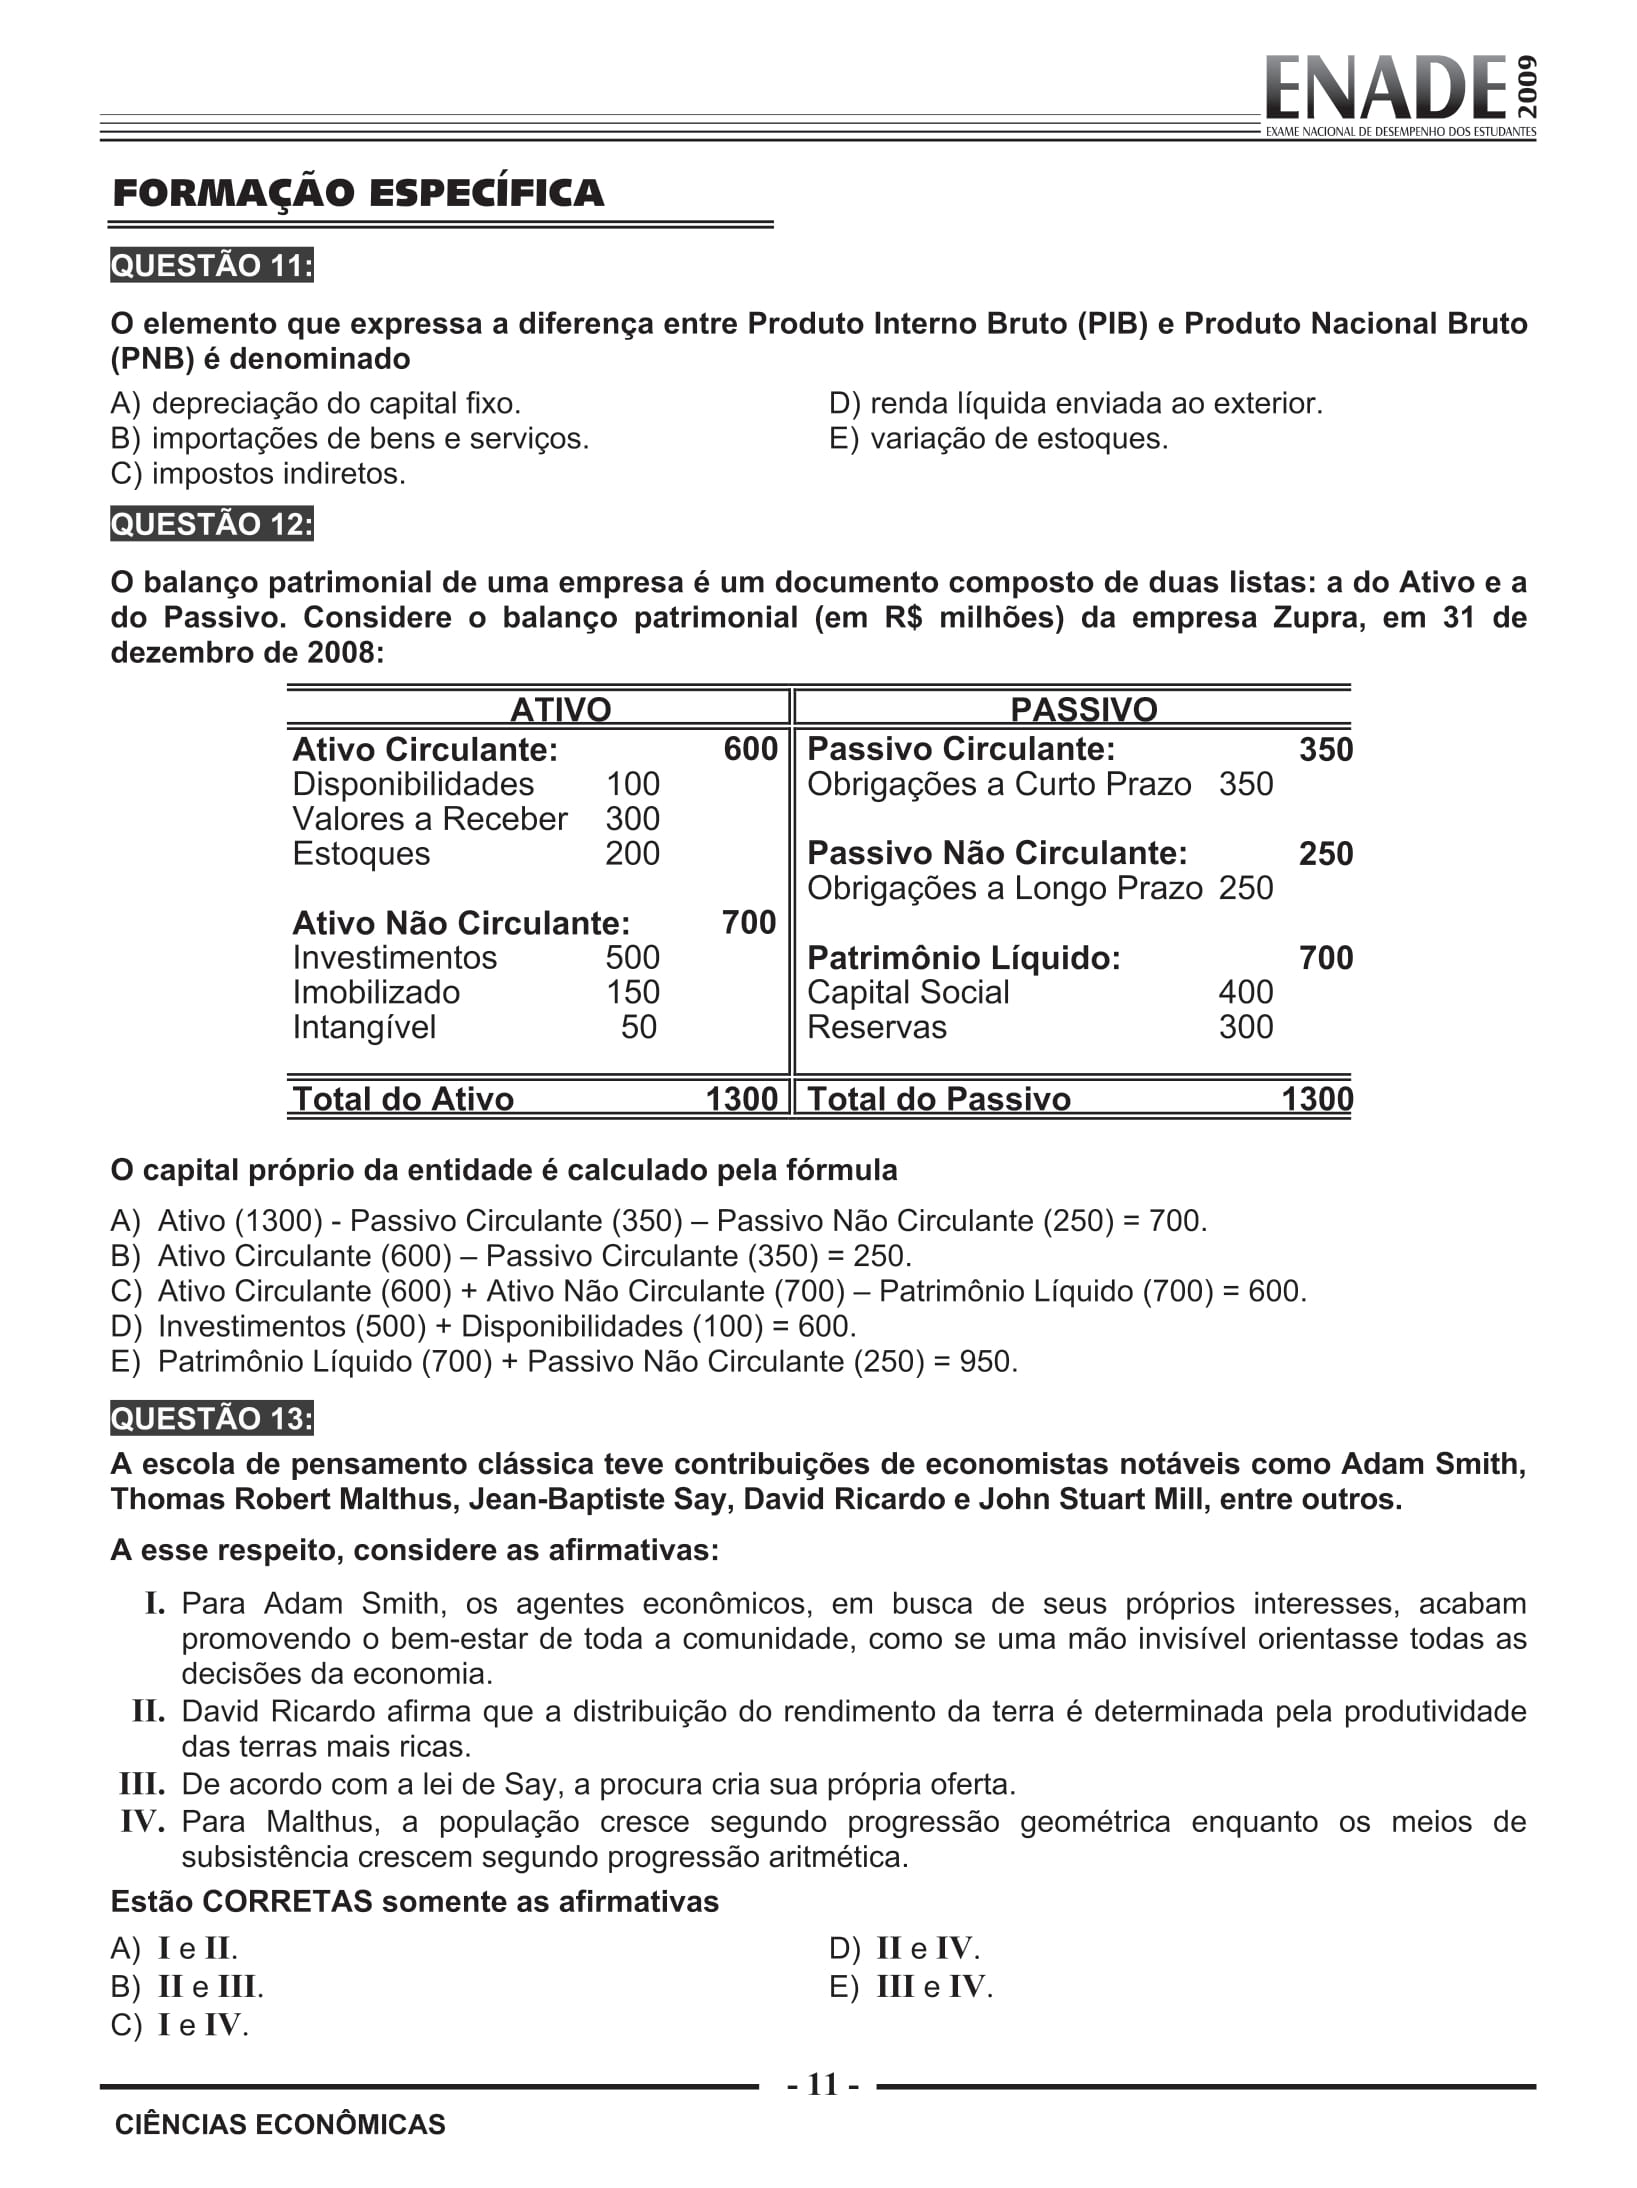 ENADE 2009
EXAME NACIONAL DE DESEMPENHO DOS ESTUDANTES
FORMAÇÃO ESPECÍFICA
QUESTÃO 11:
O elemento que expressa a diferença entre Produto Interno Bruto (PIB) e Produto Nacional Bruto
(PNB) é denominado
A) depreciação do capital fixo.
B) importações de bens e serviços.
C) impostos indiretos.
D) renda líquida enviada ao exterior.
E) variação de estoques.
QUESTÃO 12:
O balanço patrimonial de uma empresa é um documento composto de duas listas: a do Ativo e a
do Passivo. Considere o balanço patrimonial (em R$ milhões) da empresa Zupra, em 31 de
dezembro de 2008:
ATIVO PASSIVO
Ativo Circulante: 600 Passivo Circulante: 350
Disponibilidades 100 Obrigações a Curto Prazo 350
Valores a Receber 300
Estoques 200 Passivo Não Circulante: 250
Obrigações a Longo Prazo 250
Ativo Não Circulante: 700
Investimentos 500 Patrimônio Líquido: 700
Imobilizado 150 Capital Social 400
Intangível 50 Reservas 300
Total do Ativo 1300 Total do Passivo 1300
O capital próprio da entidade é calculado pela fórmula
A) Ativo (1300) - Passivo Circulante (350) – Passivo Não Circulante (250) = 700.
B) Ativo Circulante (600) – Passivo Circulante (350) = 250.
C) Ativo Circulante (600) + Ativo Não Circulante (700) – Patrimônio Líquido (700) = 600.
D) Investimentos (500) + Disponibilidades (100) = 600.
E) Patrimônio Líquido (700) + Passivo Não Circulante (250) = 950.
QUESTÃO 13:
A escola de pensamento clássica teve contribuições de economistas notáveis como Adam Smith,
Thomas Robert Malthus, Jean-Baptiste Say, David Ricardo e John Stuart Mill, entre outros.
A esse respeito, considere as afirmativas:
I. Para Adam Smith, os agentes econômicos, em busca de seus próprios interesses, acabam
promovendo o bem-estar de toda a comunidade, como se uma mão invisível orientasse todas as
decisões da economia.
II. David Ricardo afirma que a distribuição do rendimento da terra é determinada pela produtividade
das terras mais ricas.
III. De acordo com a lei de Say, a procura cria sua própria oferta.
IV. Para Malthus, a população cresce segundo progressão geométrica enquanto os meios de
subsistência crescem segundo progressão aritmética.
Estão CORRETAS somente as afirmativas
A) I e II.
B) II e III.
C) I e IV.
D) II e IV.
E) III e IV.
- 11 -
CIÊNCIAS ECONÔMICAS